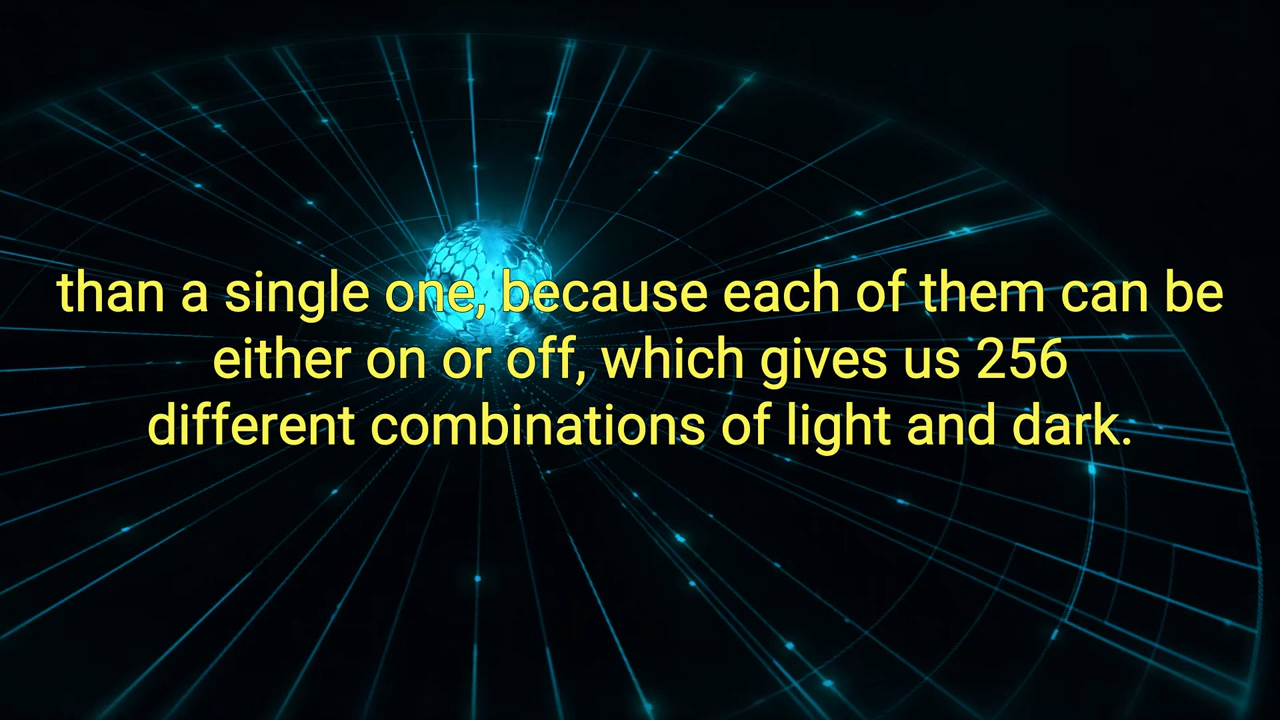 than a single one, because each of them can be
either on or off, which gives us 256
different combinations of light and dark.